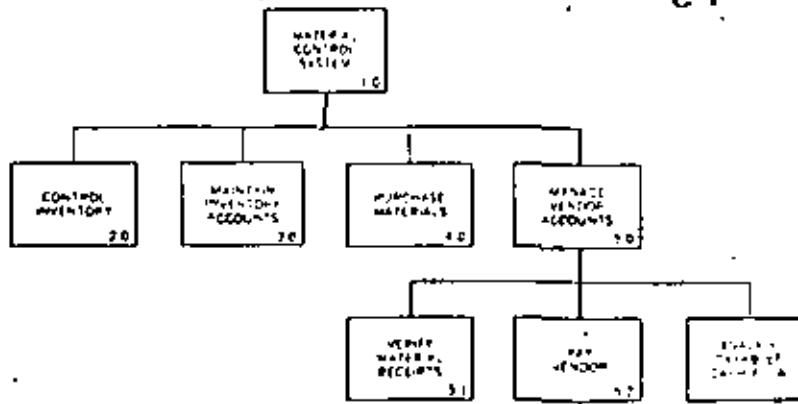 MATERIAL
CONTROL
SYSTEM
1.0
CONTROL
INVENTORY
2.0
MAINTAIN
INVENTORY
ACCOUNTS
3.0
PURCHASE
MATERIALS
4.0
MANAGE
VENDOR
ACCOUNTS
5.0
VERIFY
MATERIAL
RECEIPTS
5.1
PAY
VENDOR
5.2